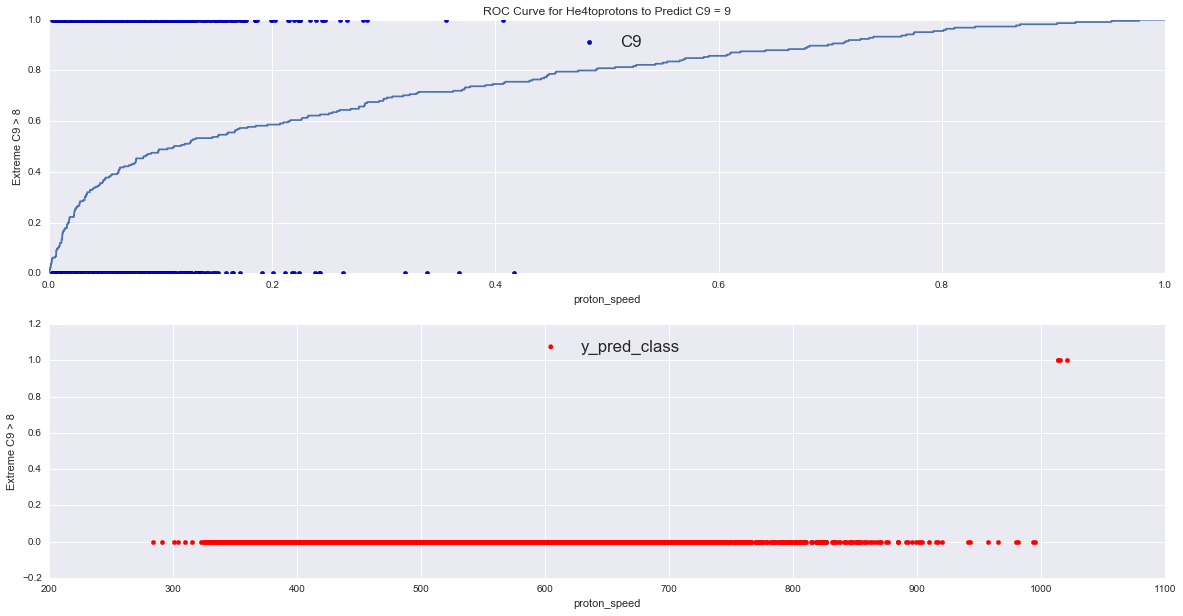 ROC Curve for He4toprotons to Predict C9 = 9
1.0
0.8
0.6
0.4
0.2
0.0
Extreme C9 > 8
C9
0.0 0.2 0.4 0.6 0.8 1.0
proton_speed
1.2
1.0
0.8
0.6
0.4
0.2
0.0
−0.2
Extreme C9 > 8
y_pred_class
200 300 400 500 600 700 800 900 1000 1100
proton_speed